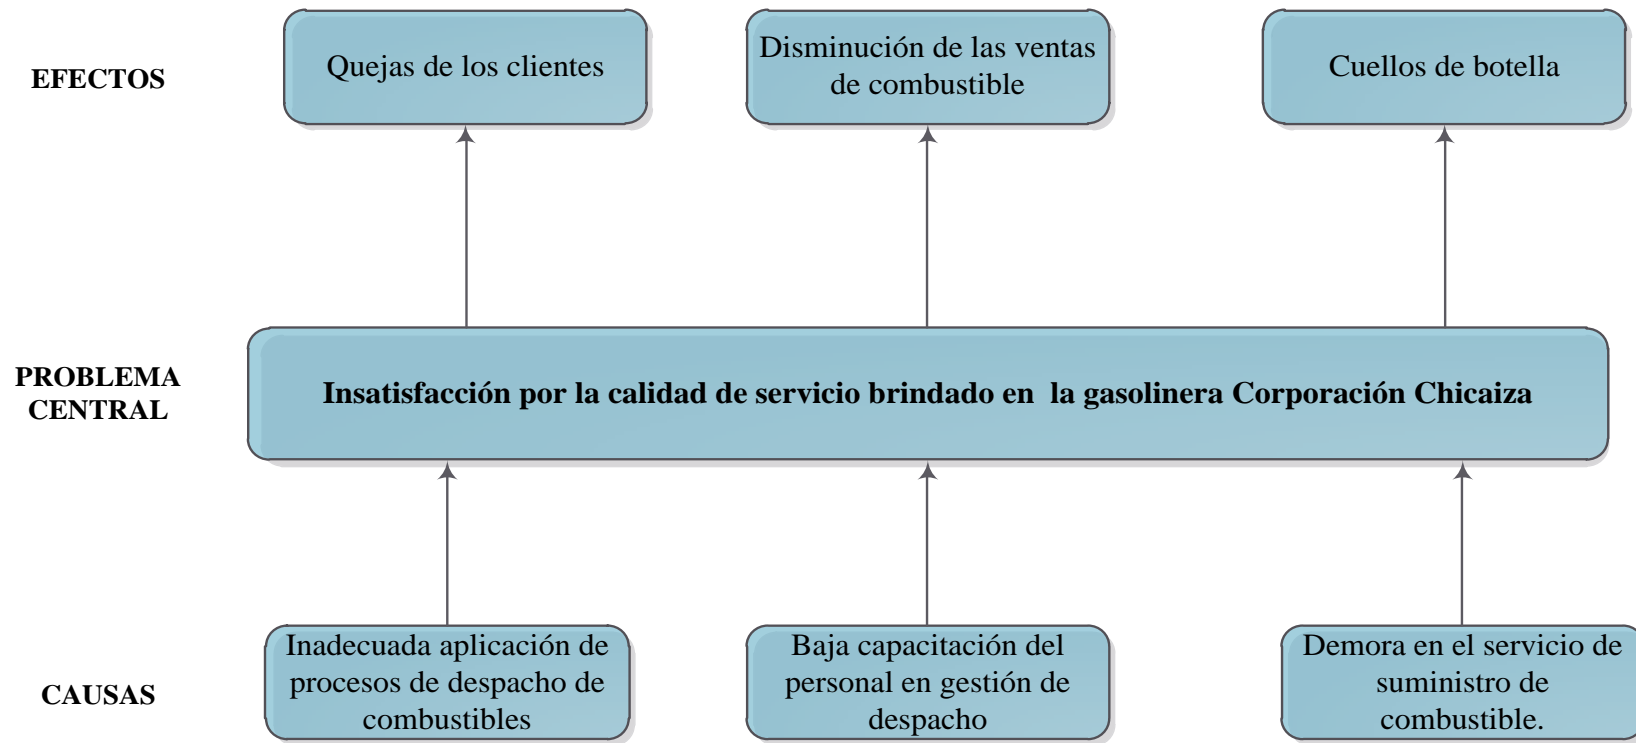 EFECTOS
Quejas de los clientes
Disminución de las ventas
de combustible
Cuellos de botella
PROBLEMA
CENTRAL
Insatisfacción por la calidad de servicio brindado en  la gasolinera Corporación Chicaiza
CAUSAS
Inadecuada aplicación de
procesos de despacho de
combustibles
Baja capacitación del
personal en gestión de
despacho
Demora en el servicio de
suministro de
combustible.